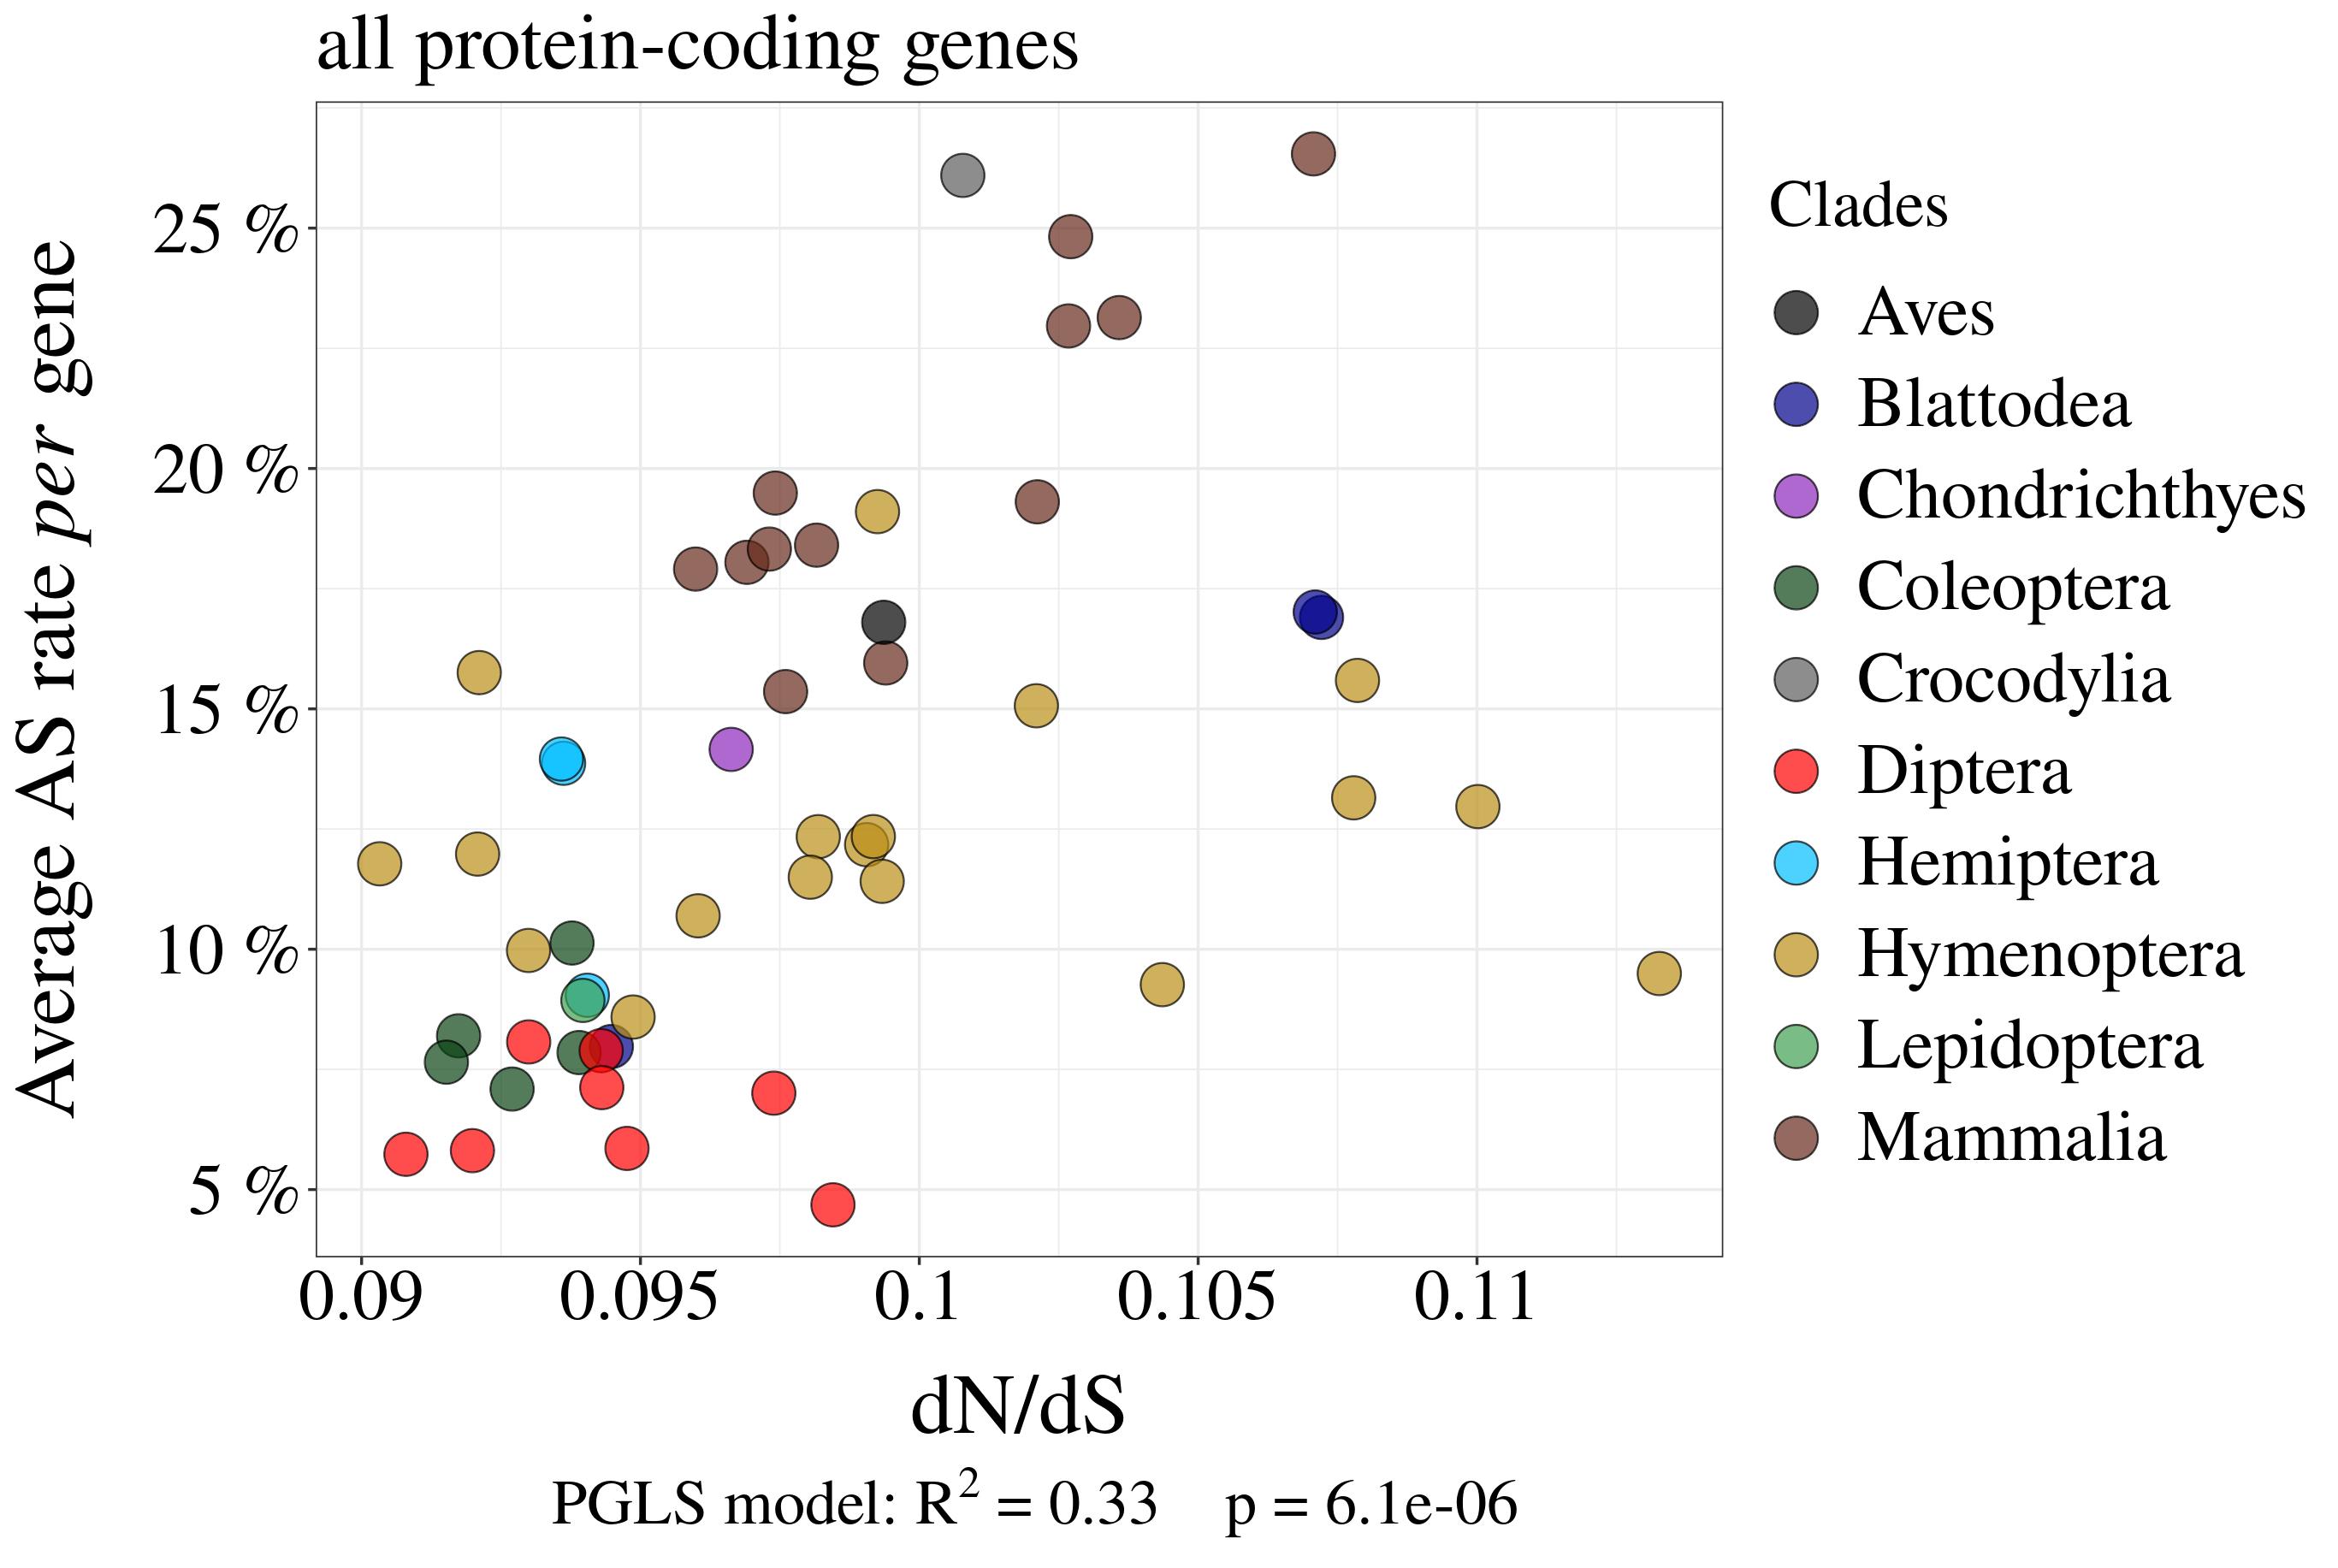 all protein-coding genes
Average AS rate per gene
25 %
20 %
15 %
10 %
5 %
0.09 0.095 0.1 0.105 0.11
dN/dS
PGLS model: R² = 0.33 p = 6.1e-06
Clades
Aves
Blattodea
Chondrichthyes
Coleoptera
Crocodylia
Diptera
Hemiptera
Hymenoptera
Lepidoptera
Mammalia